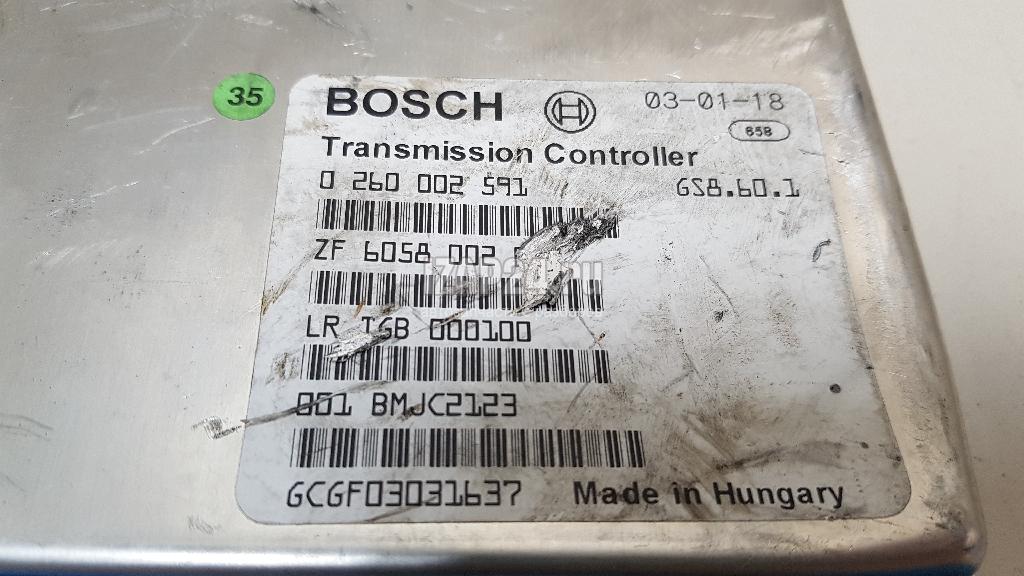 35
BOSCH 03-01-18
658
Transmission Controller
0 260 002 591 GS8.60.1
ZF 6058 002
LR IGB 000100
001 BMJC2123
GCGF03031637 Made in Hungary